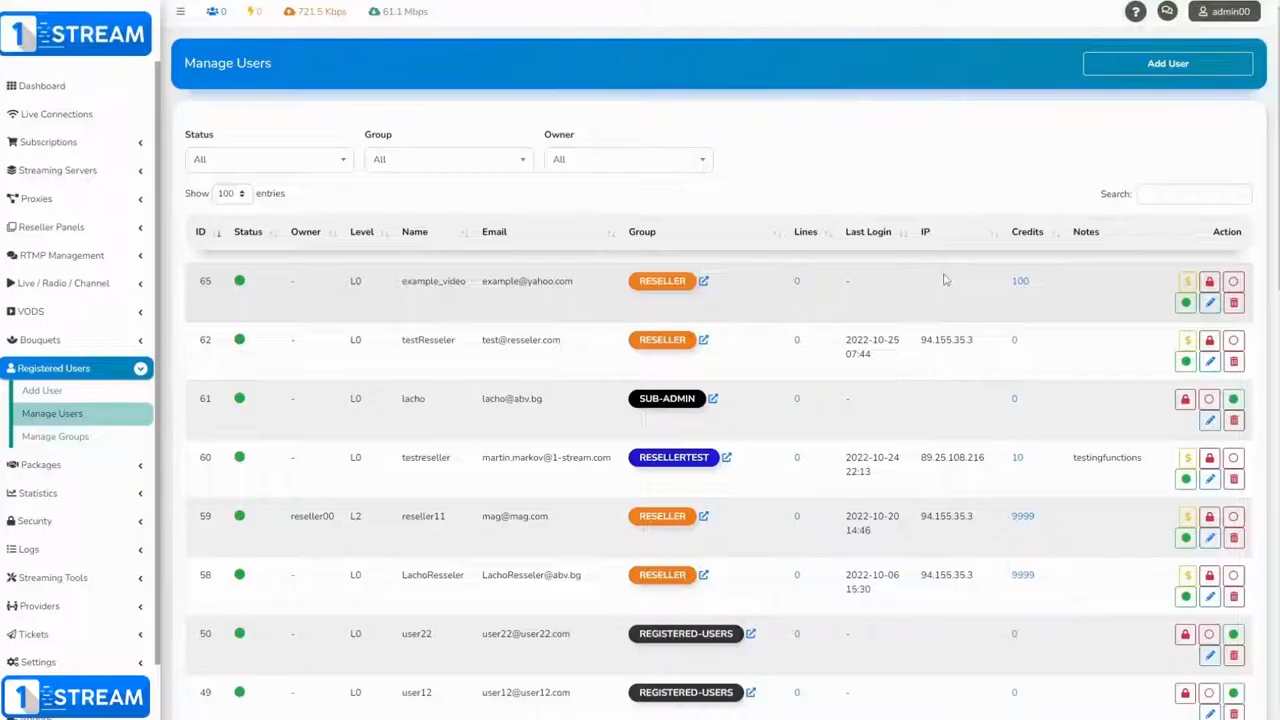 1 STREAM
0
0
721.5 Kbps
61.1 Mbps
?
admin00
Manage Users
Add User
Dashboard
Live Connections
Subscriptions
Streaming Servers
Proxies
Reseller Panels
RTMP Management
Live / Radio / Channel
VODS
Bouquets
Registered Users
Add User
Manage Users
Manage Groups
Packages
Statistics
Security
Logs
Streaming Tools
Providers
Tickets
Settings
1 STREAM
Status Group Owner
All All All
Show 100 entries
Search:
ID Status Owner Level Name Email Group Lines Last Login IP Credits Notes Action
65 - L0 example_video example@yahoo.com RESELLER 0 - 100 $
62 - L0 testReseler test@resseler.com RESELLER 0 2022-10-25 94.155.35.3 0 $
07:44
61 - L0 lacho lacho@abv.bg SUB-ADMIN 0 - 0
60 - L0 testreseller martin.markov@1-stream.com RESELLERTEST 0 2022-10-24 89.25.108.216 10 testingfunctions $
22:13
59 reseller00 L2 reseller11 mag@mag.com RESELLER 0 2022-10-20 94.155.35.3 9999 $
14:46
58 - L0 LachoResseler LachoResseler@abv.bg RESELLER 0 2022-10-06 94.155.35.3 9999 $
15:30
50 - L0 user22 user22@user22.com REGISTERED-USERS 0 - 0
49 - L0 user12 user12@user12.com REGISTERED-USERS 0 - 0